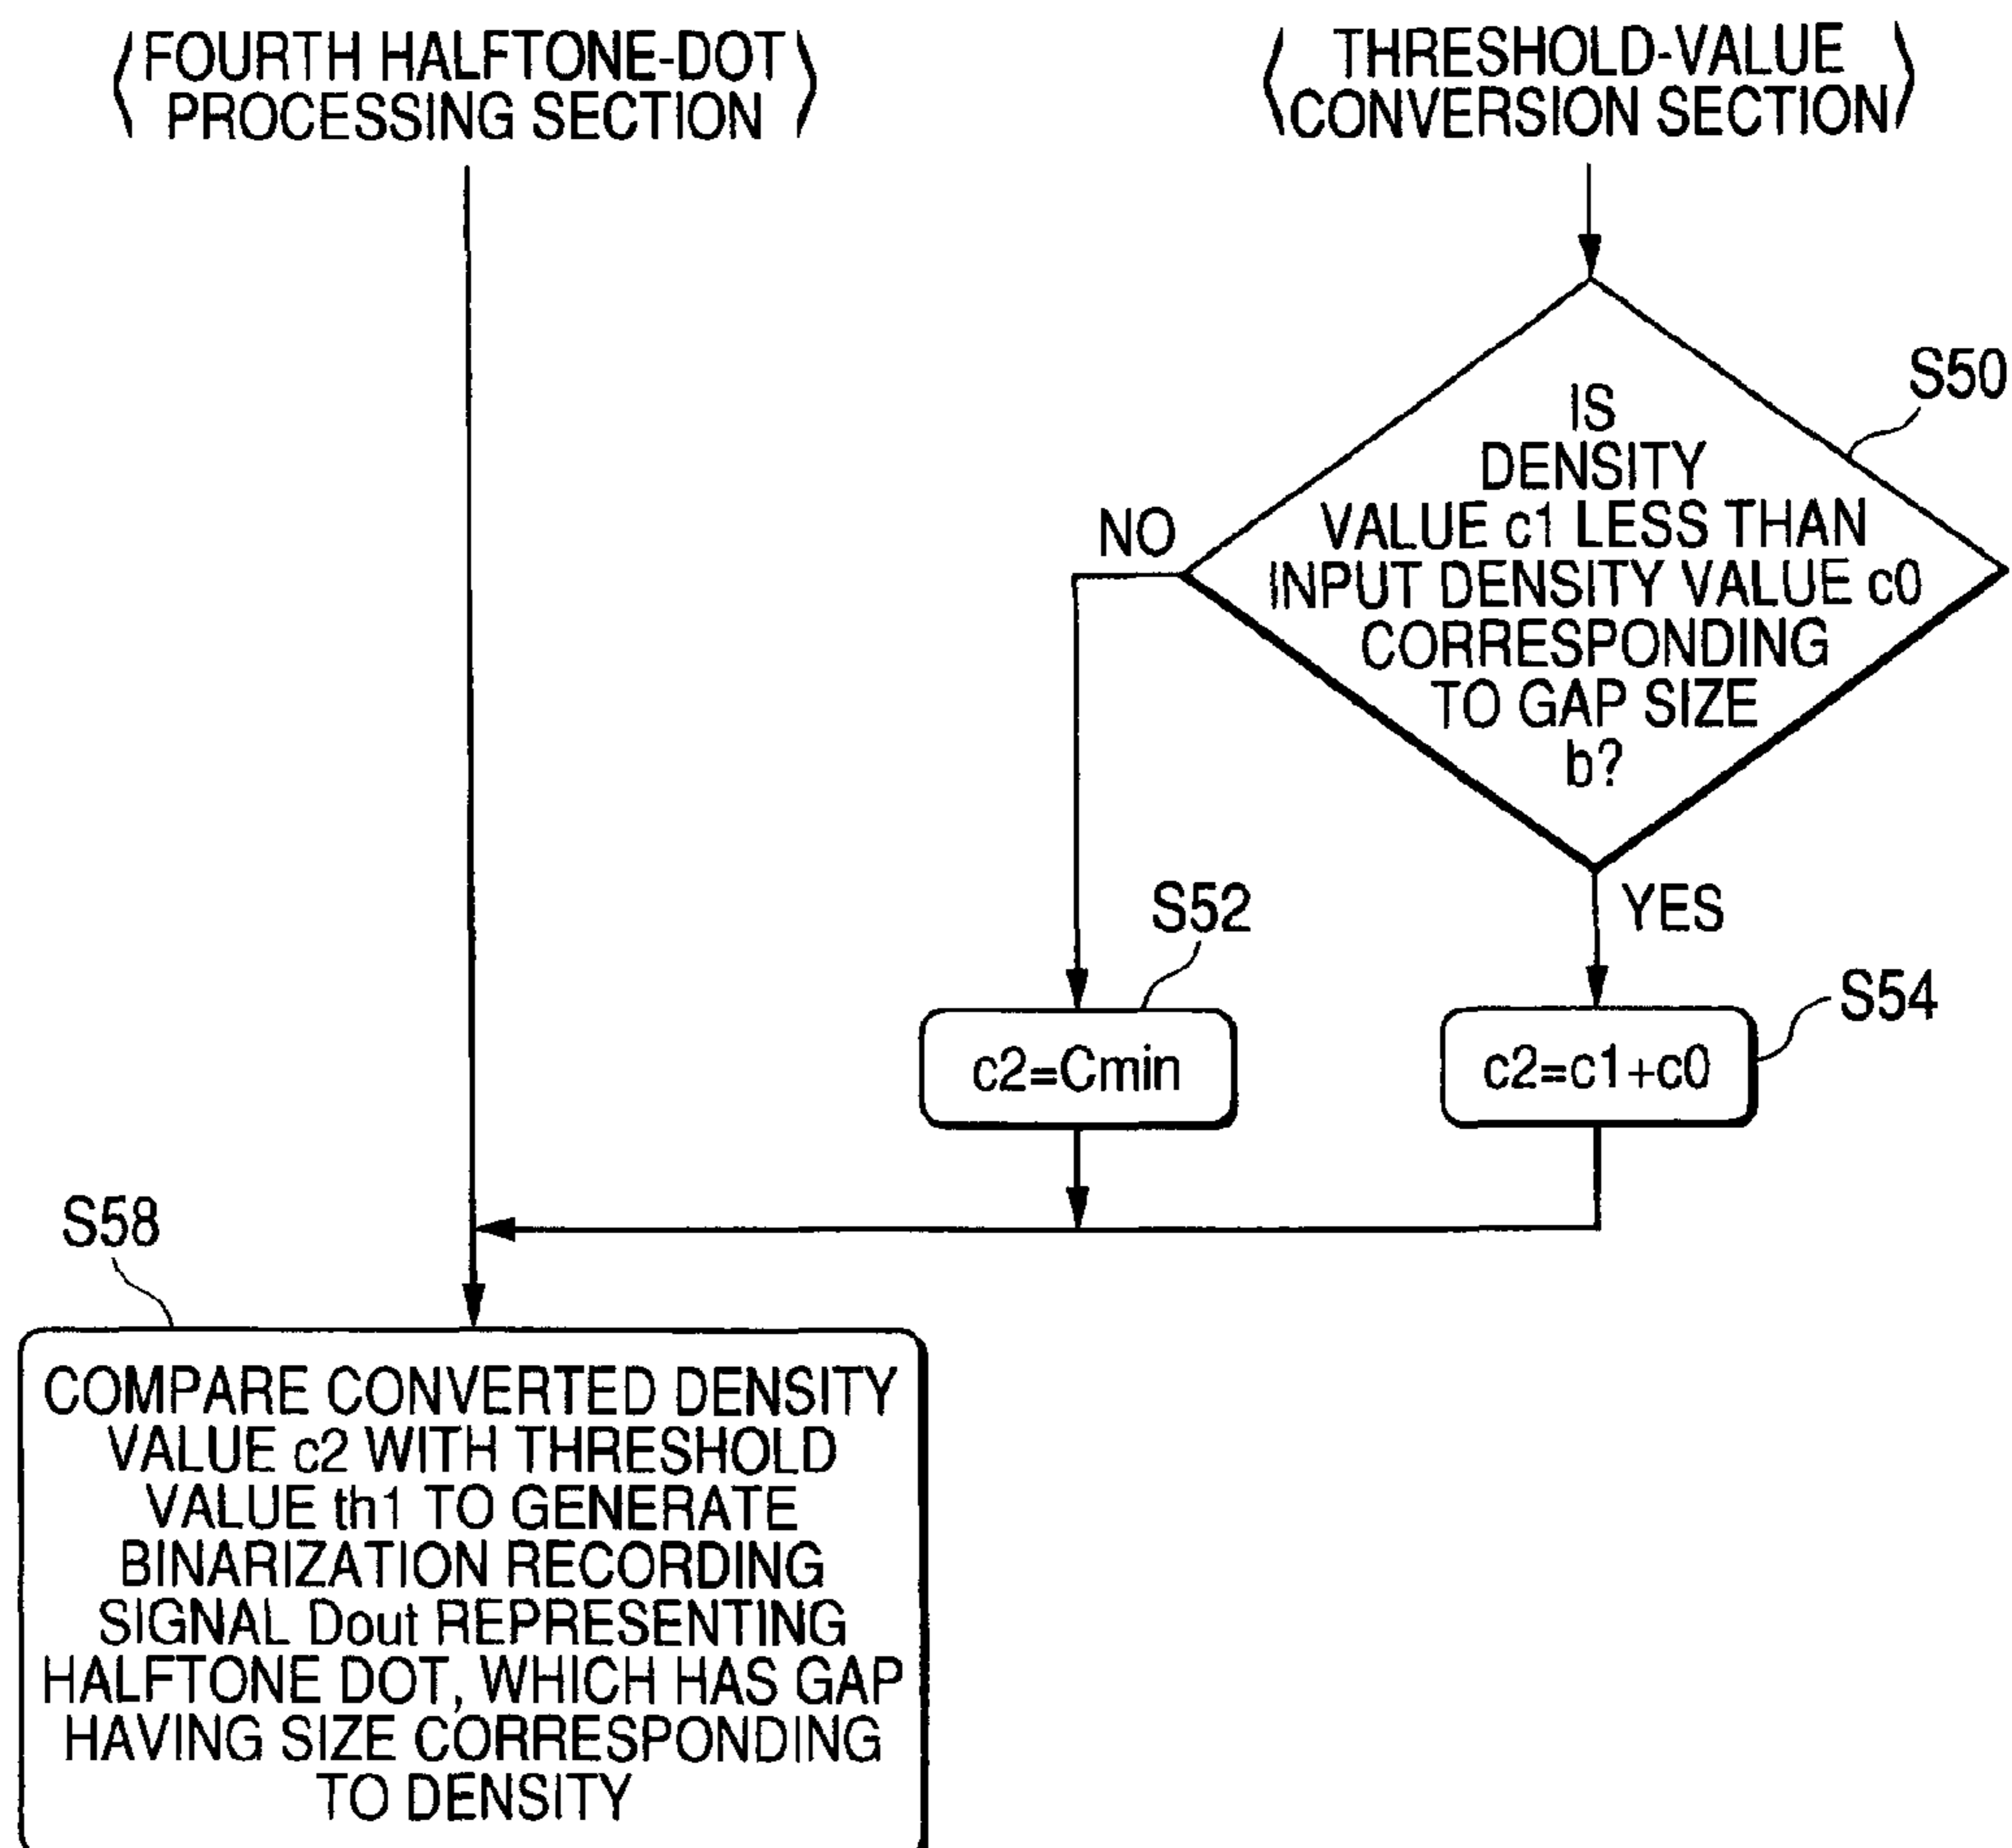 FOURTH HALFTONE-DOT
PROCESSING SECTION
THRESHOLD-VALUE
CONVERSION SECTION
S50
IS
DENSITY
VALUE c1 LESS THAN
INPUT DENSITY VALUE c0
CORRESPONDING
TO GAP SIZE
b?
NO
YES
S52
c2=Cmin
S54
c2=c1+c0
S58
COMPARE CONVERTED DENSITY
VALUE c2 WITH THRESHOLD
VALUE th1 TO GENERATE
BINARIZATION RECORDING
SIGNAL Dout REPRESENTING
HALFTONE DOT, WHICH HAS GAP
HAVING SIZE CORRESPONDING
TO DENSITY